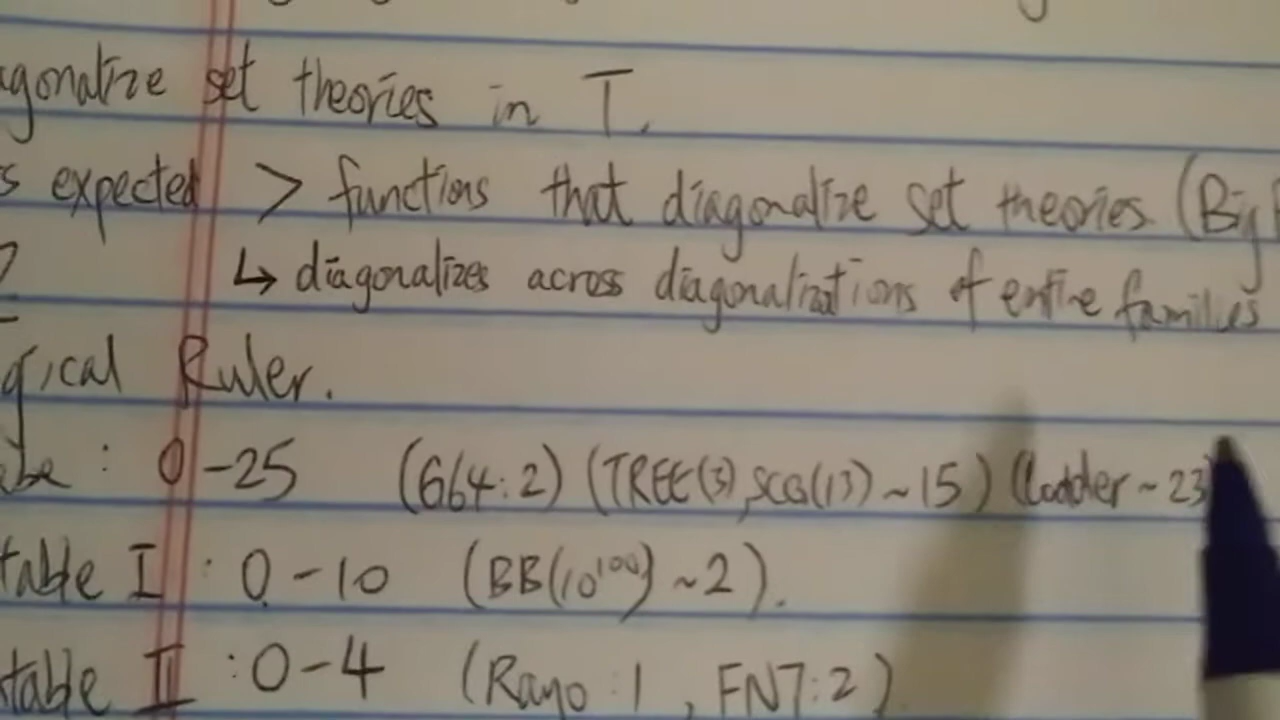 agonalize set theories in T.
s expected > functions that diagonalize set theories (Big
↳ diagonalizes across diagonalizations of entire families
gical Ruler.
: 0-25 (G64:2) (TREE(3), SCG(13) ~ 15) (Ladder ~ 23
table I : 0-10 (BB(10^100) ~ 2).
table II : 0-4 (Rayo : 1, FN7:2)